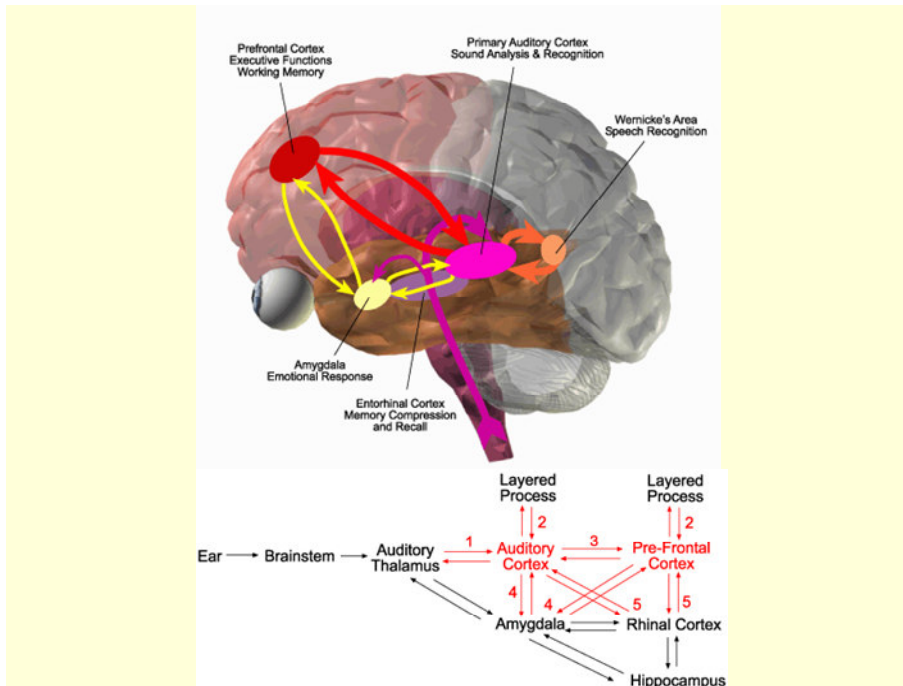 Prefrontal Cortex
Executive Functions
Working Memory
Primary Auditory Cortex
Sound Analysis & Recognition
Wernicke's Area
Speech Recognition
Amygdala
Emotional Response
Entorhinal Cortex
Memory Compression
and Recall
Layered
Process
2
Layered
Process
2
Ear
Brainstem
Auditory
Thalamus
1
Auditory
Cortex
3
Pre-Frontal
Cortex
4
4
5
5
Amygdala
Rhinal Cortex
Hippocampus